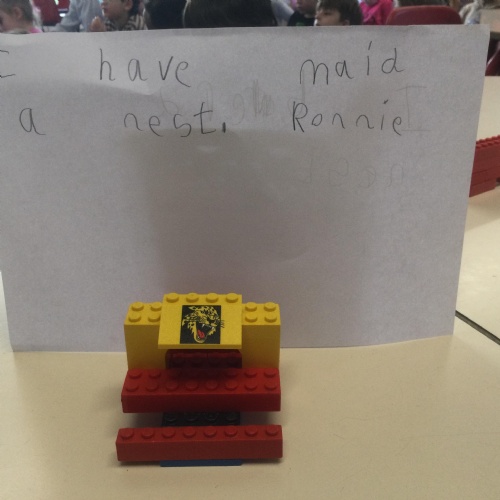 I have maid
a nest. Ronnie